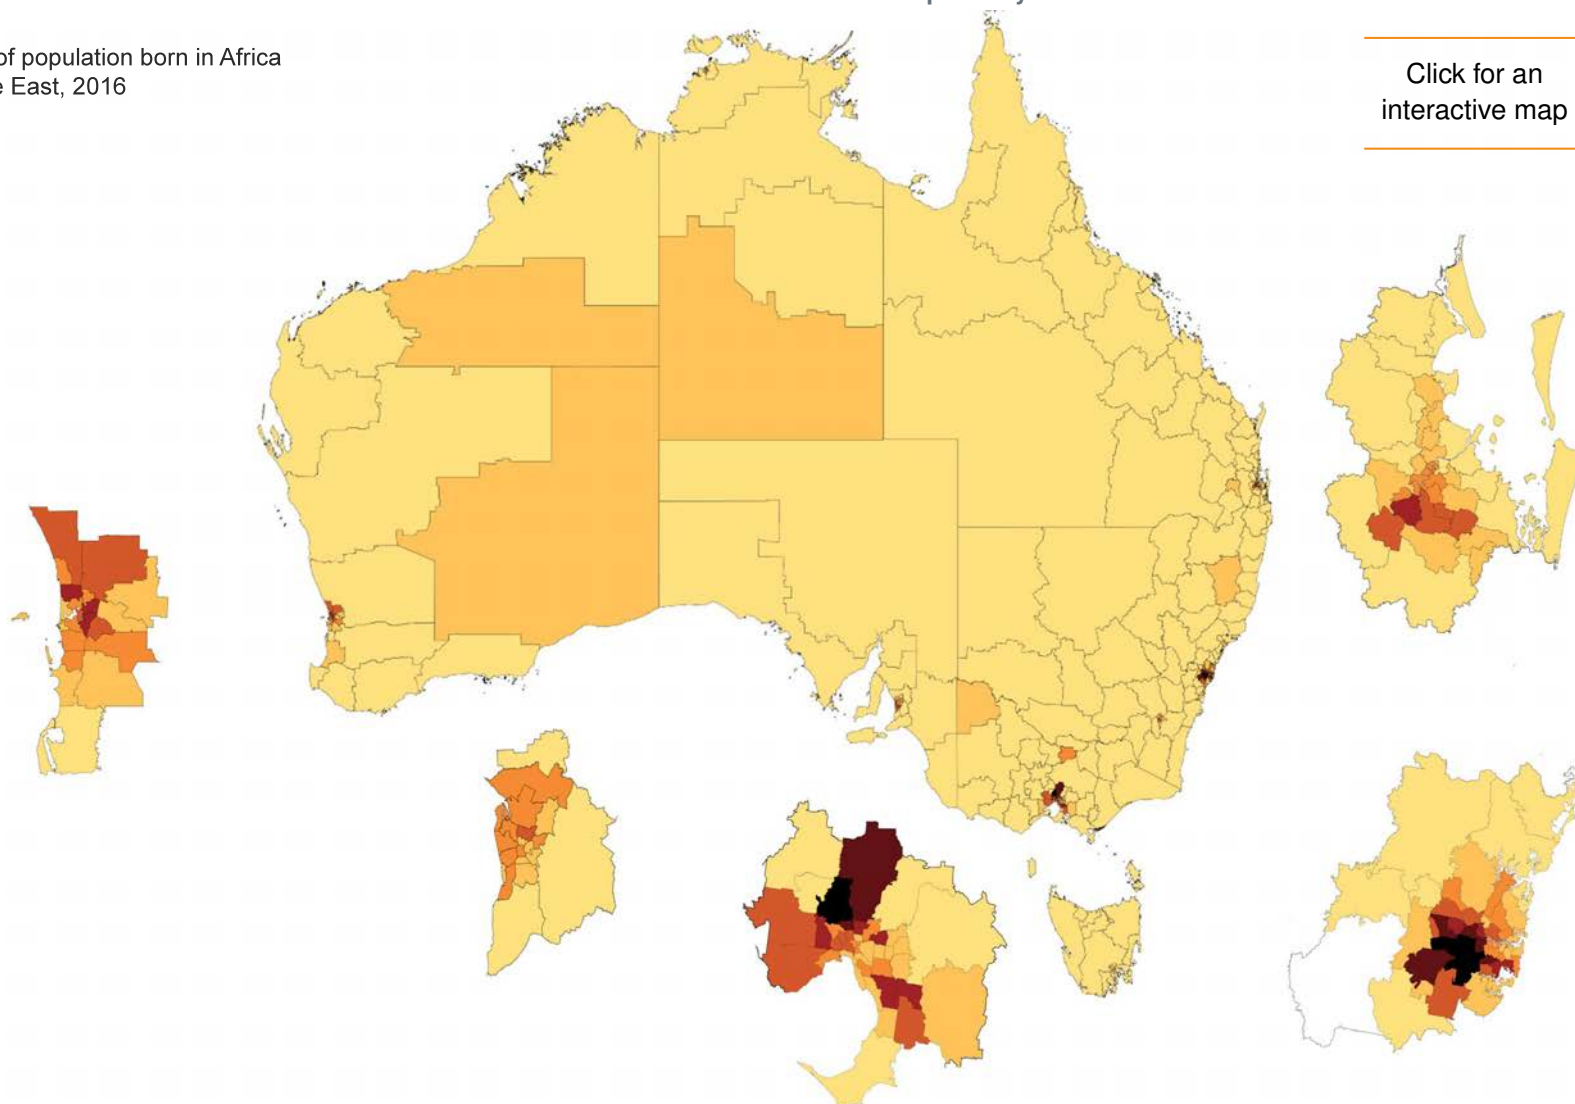 of population born in Africa
East, 2016
Click for an
interactive map